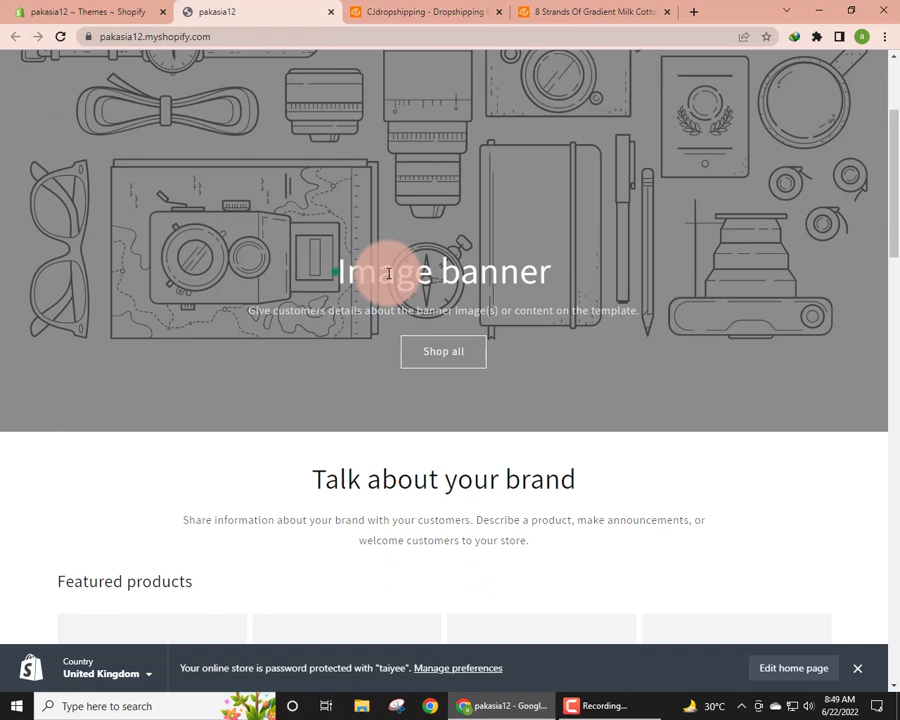 pakasia12 ~ Themes ~ Shopify
pakasia12
CJdropshipping - Dropshipping f
8 Strands Of Gradient Milk Cotto
pakasia12.myshopify.com
a
Image banner
Give customers details about the banner image(s) or content on the template.
Shop all
Talk about your brand
Share information about your brand with your customers. Describe a product, make announcements, or
welcome customers to your store.
Featured products
Country
United Kingdom
Your online store is password protected with "taiyee". Manage preferences
Edit home page
Type here to search
pakasia12 - Googl...
Recording...
30°C
8:49 AM
6/22/2022